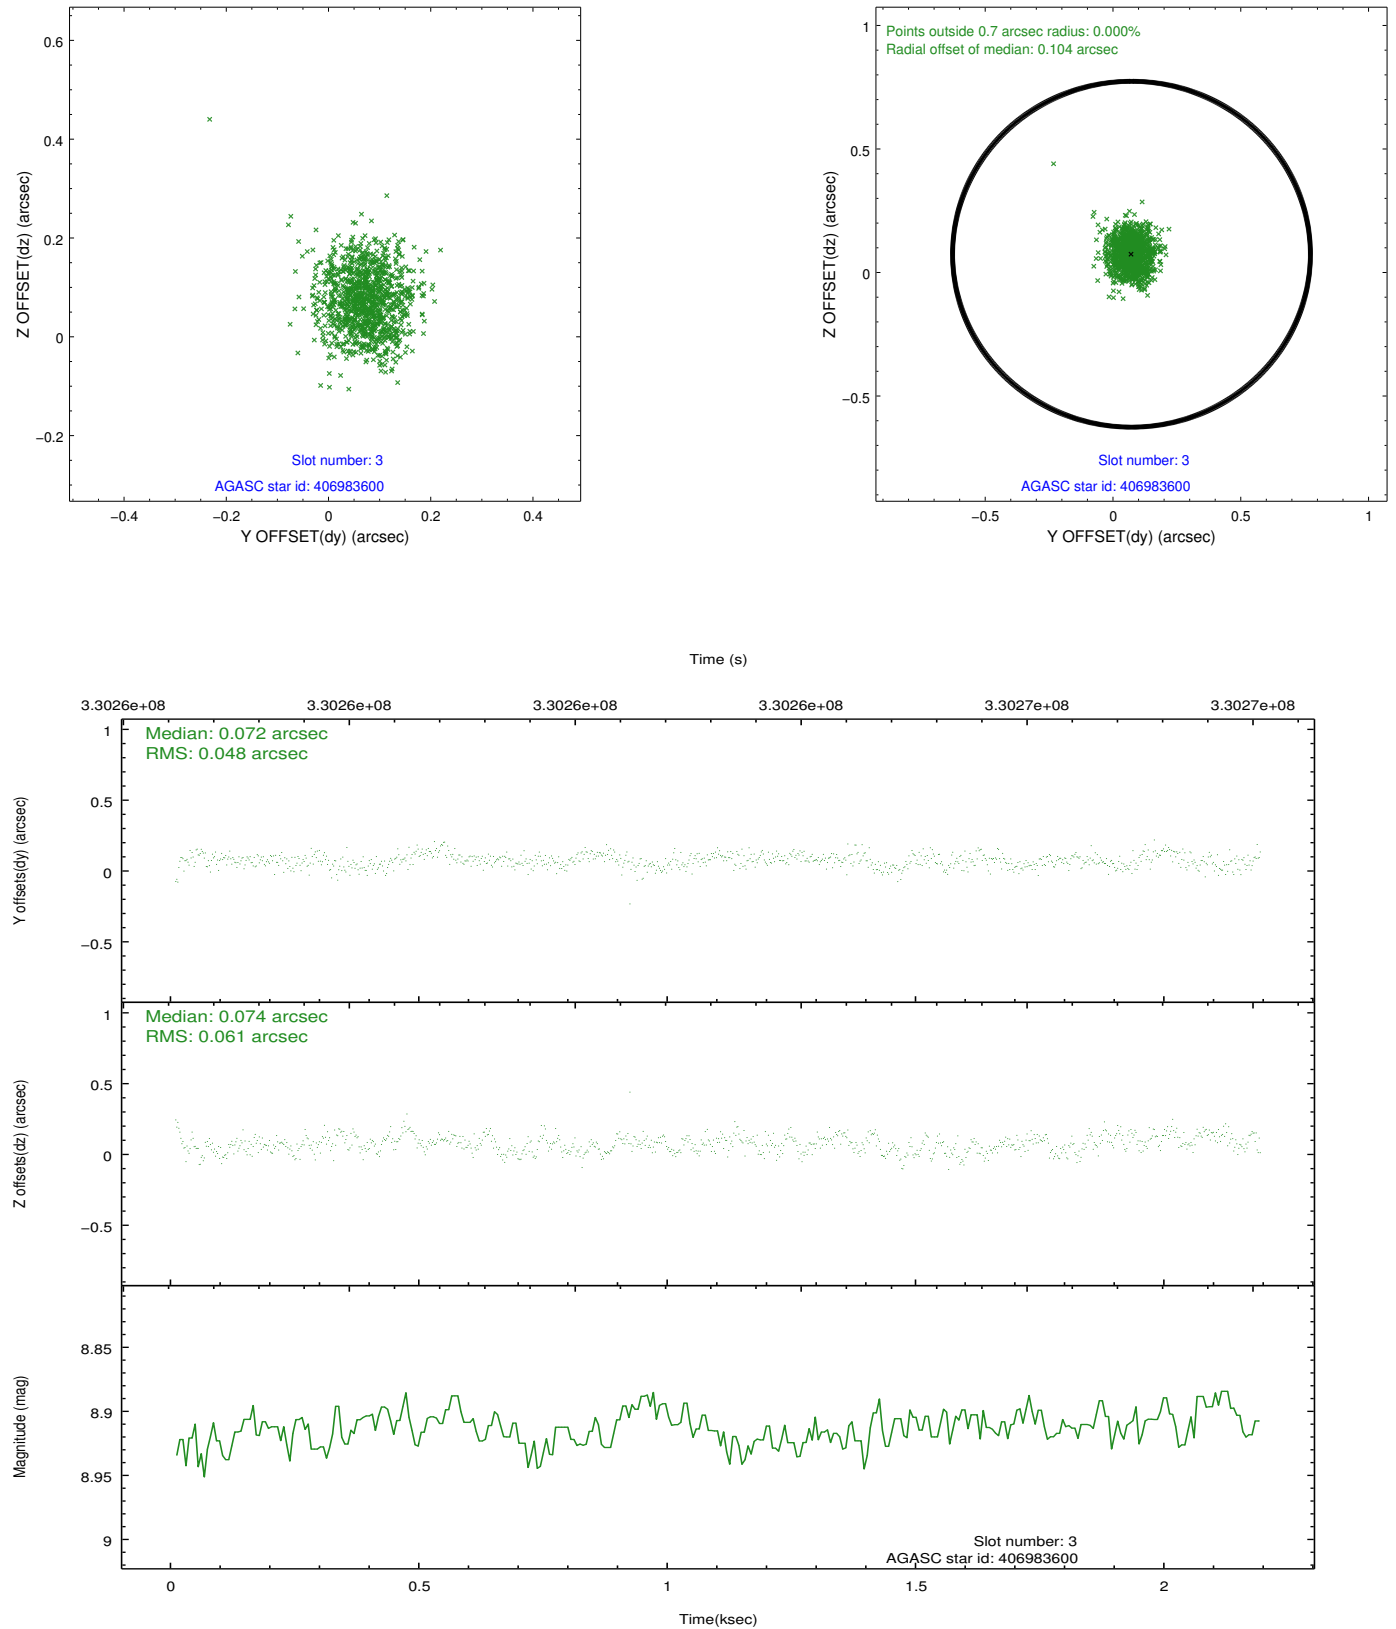 0.6
0.4
0.2
0
−0.2
Z OFFSET(dz) (arcsec)
Slot number: 3
AGASC star id: 406983600
−0.4
−0.2
0
0.2
0.4
Y OFFSET(dy) (arcsec)
Points outside 0.7 arcsec radius: 0.000%
Radial offset of median: 0.104 arcsec
1
0.5
0
−0.5
Z OFFSET(dz) (arcsec)
Slot number: 3
AGASC star id: 406983600
−0.5
0
0.5
1
Y OFFSET(dy) (arcsec)
Time (s)
3.3026e+08
3.3026e+08
3.3026e+08
3.3026e+08
3.3027e+08
3.3027e+08
Median: 0.072 arcsec
RMS: 0.048 arcsec
1
0.5
0
−0.5
Y offsets(dy) (arcsec)
Median: 0.074 arcsec
RMS: 0.061 arcsec
1
0.5
0
−0.5
Z offsets(dz) (arcsec)
8.85
8.9
8.95
9
Magnitude (mag)
Slot number: 3
AGASC star id: 406983600
0
0.5
1
1.5
2
Time(ksec)